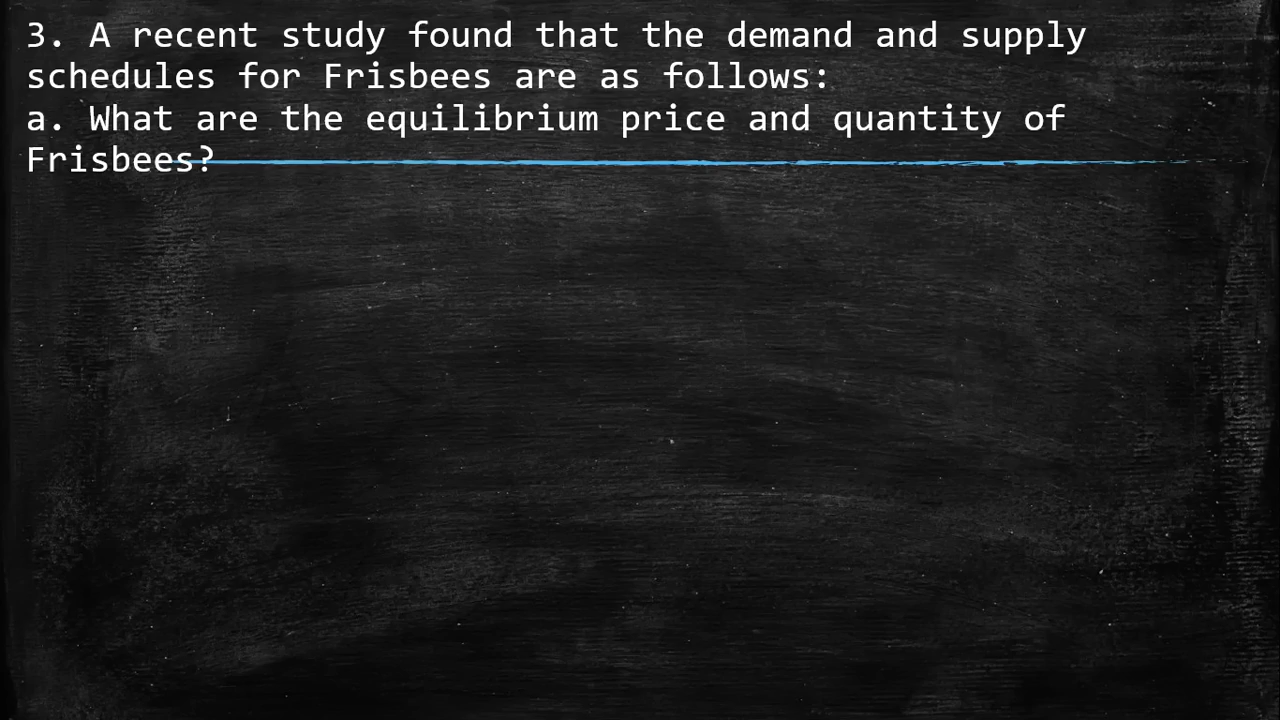 3. A recent study found that the demand and supply
schedules for Frisbees are as follows:
a. What are the equilibrium price and quantity of
Frisbees?